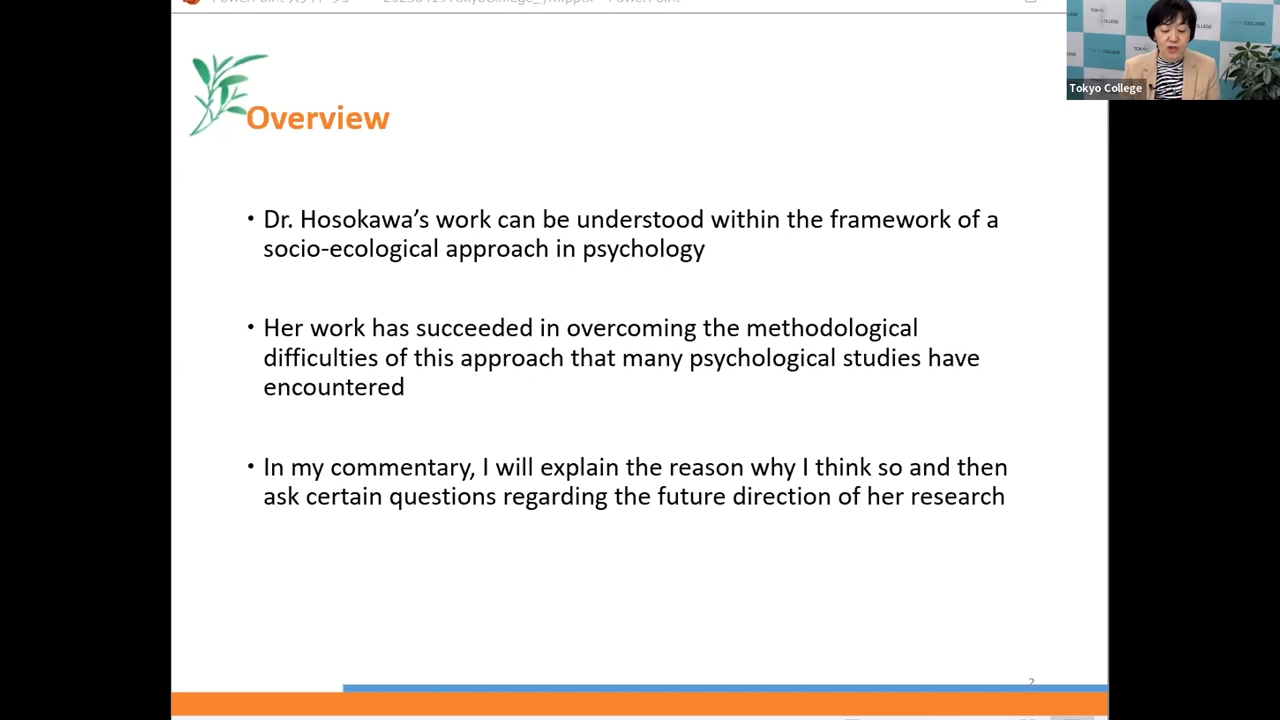 TOKYO COLLEGE
Tokyo College
Overview
• Dr. Hosokawa’s work can be understood within the framework of a
socio-ecological approach in psychology
• Her work has succeeded in overcoming the methodological
difficulties of this approach that many psychological studies have
encountered
• In my commentary, I will explain the reason why I think so and then
ask certain questions regarding the future direction of her research
2